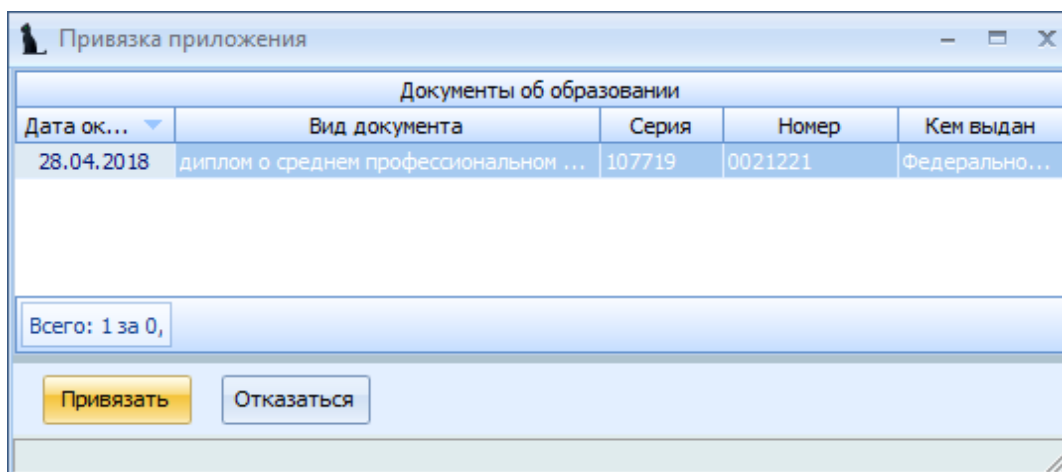 Привязка приложения
Документы об образовании
Дата ок... Вид документа Серия Номер Кем выдан
28.04.2018 диплом о среднем профессиональном ... 107719 0021221 Федерально...
Всего: 1 за 0,
Привязать Отказаться